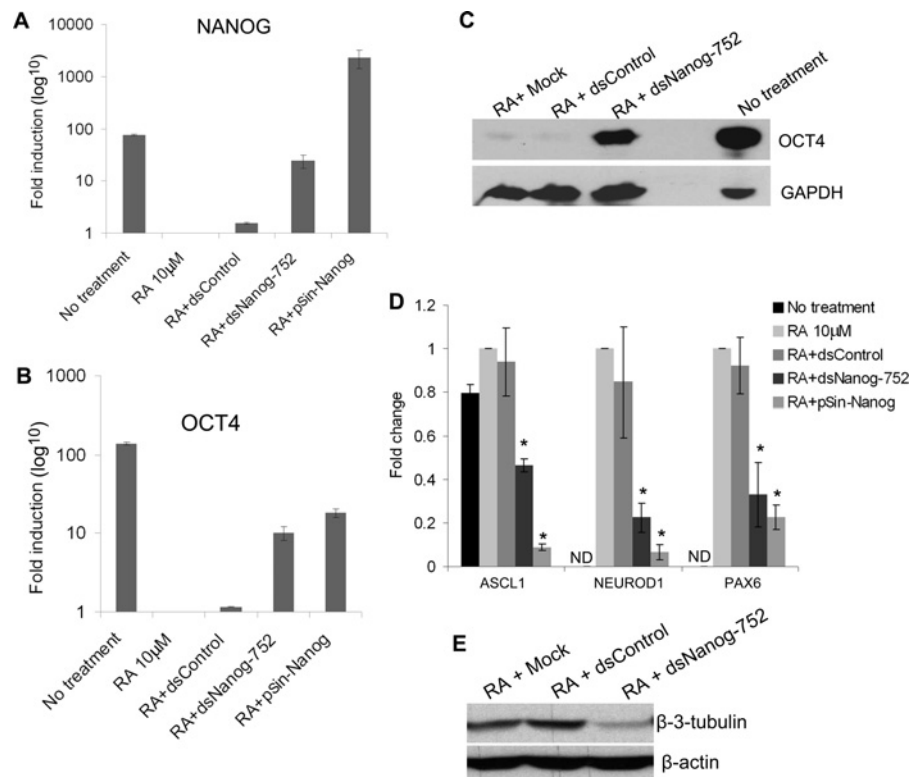 A
NANOG
Fold induction (log10)
10000
1000
100
10
1
No treatment
RA 10μM
RA+dsControl
RA+dsNanog-752
RA+pSin-Nanog
B
OCT4
Fold induction (log10)
1000
100
10
1
No treatment
RA 10μM
RA+dsControl
RA+dsNanog-752
RA+pSin-Nanog
C
RA+ Mock
RA + dsControl
RA + dsNanog-752
No treatment
OCT4
GAPDH
D
Fold change
1.2
1
0.8
0.6
0.4
0.2
0
No treatment
RA 10μM
RA+dsControl
RA+dsNanog-752
RA+pSin-Nanog
*
*
ND
*
*
ND
*
*
ASCL1
NEUROD1
PAX6
E
RA + Mock
RA + dsControl
RA + dsNanog-752
β-3-tubulin
β-actin